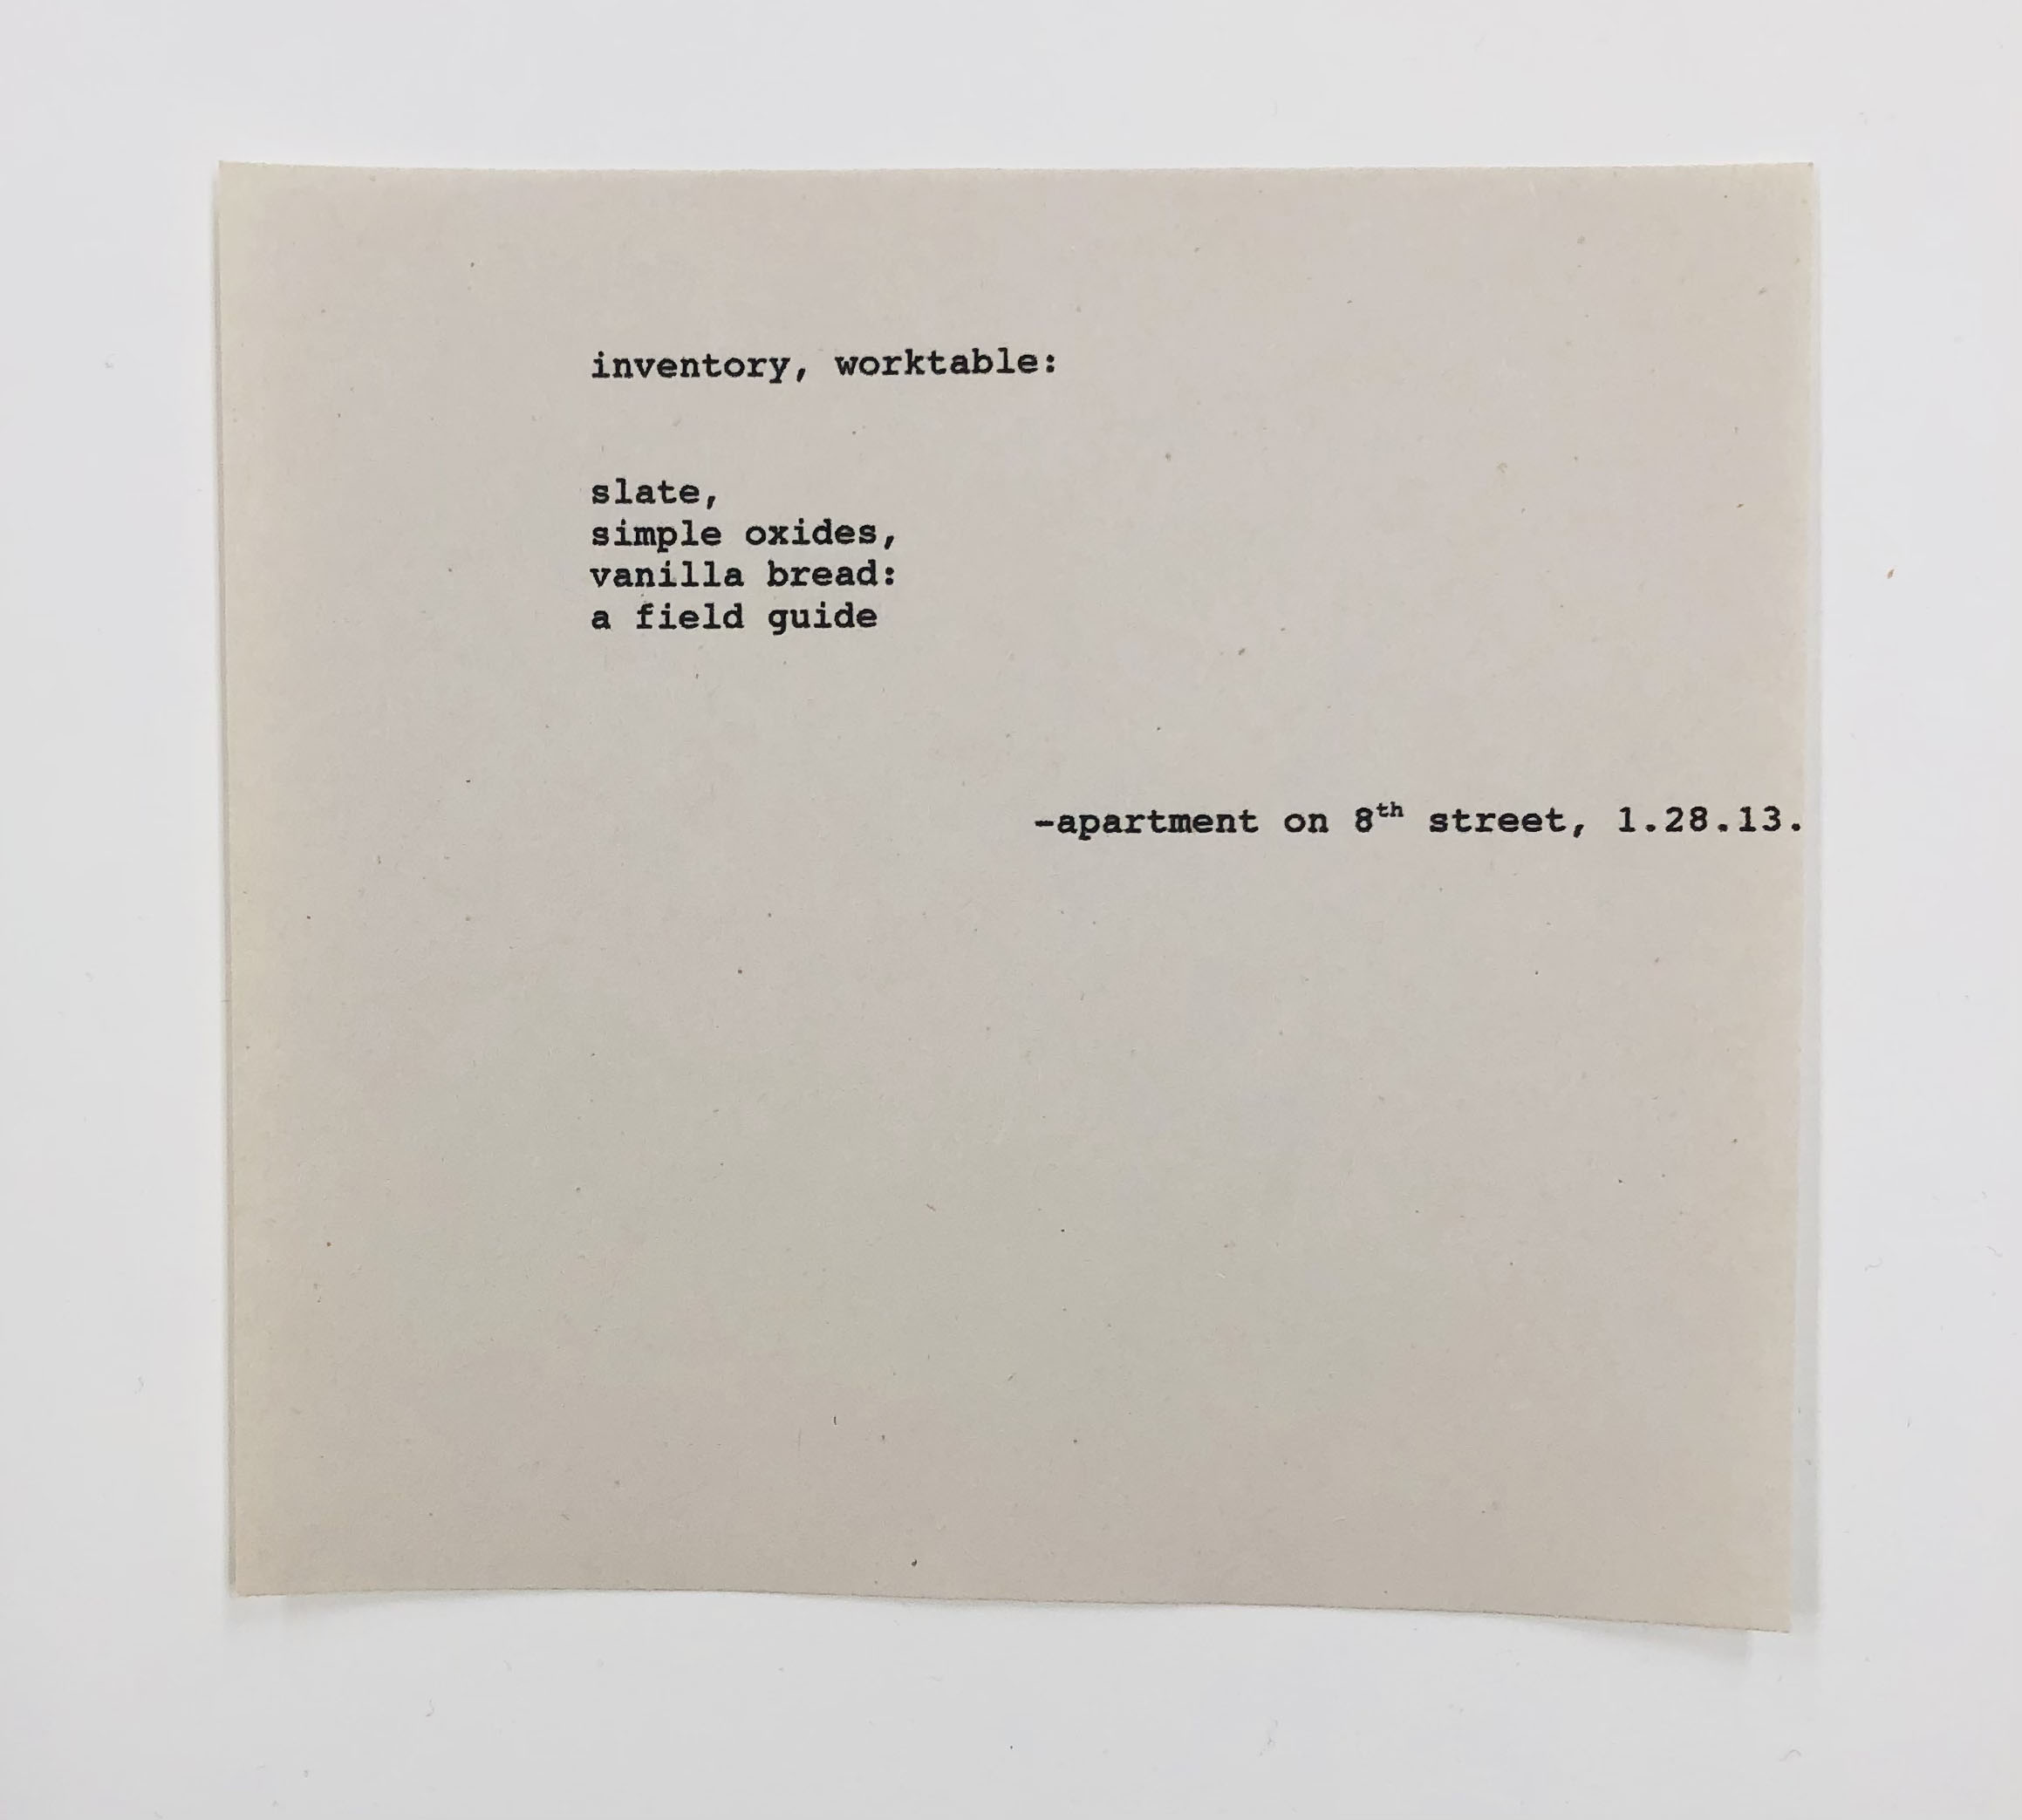 inventory, worktable:
slate,
simple oxides,
vanilla bread:
a field guide
-apartment on 8th street, 1.28.13.